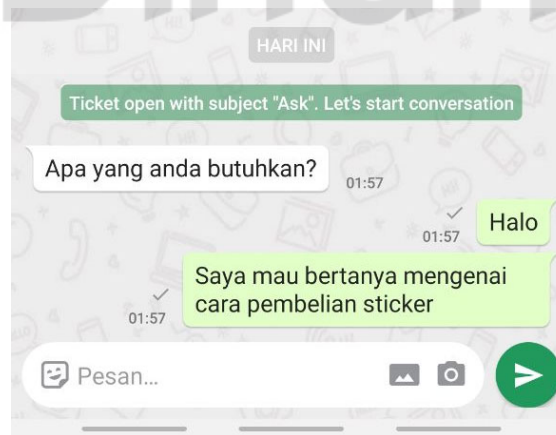 HARI INI
Ticket open with subject "Ask". Let's start conversation
Apa yang anda butuhkan?
01:57
Halo
01:57
Saya mau bertanya mengenai
cara pembelian sticker
01:57
Pesan...